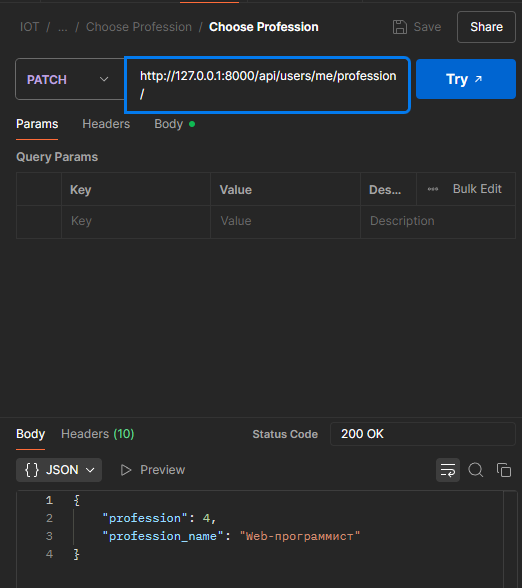 IOT / ... / Choose Profession / Choose Profession Save Share
PATCH http://127.0.0.1:8000/api/users/me/profession
/ Try ↗
Params Headers Body
Query Params
Key Value Des... Bulk Edit
Key Value Description
Body Headers (10) Status Code 200 OK
{} JSON Preview
1 {
2 "profession": 4,
3 "profession_name": "Web-программист"
4 }